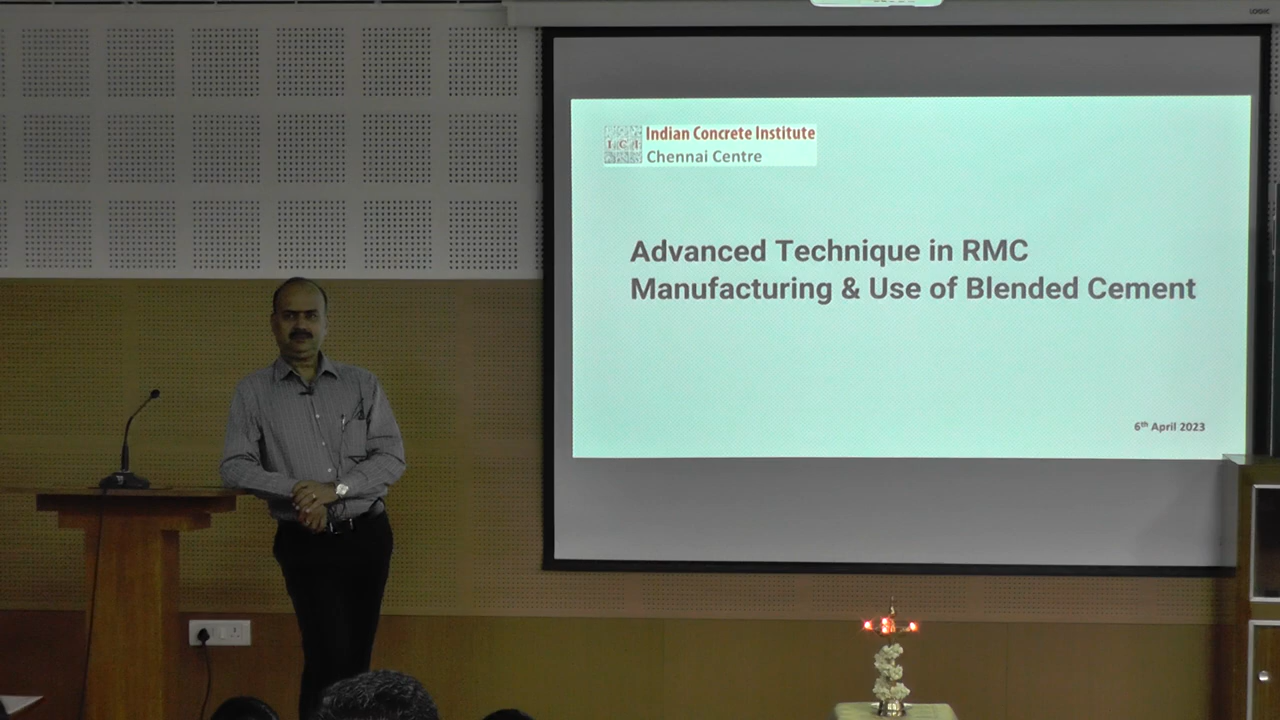 Indian Concrete Institute
I C I
Chennai Centre
Advanced Technique in RMC
Manufacturing & Use of Blended Cement
6th April 2023